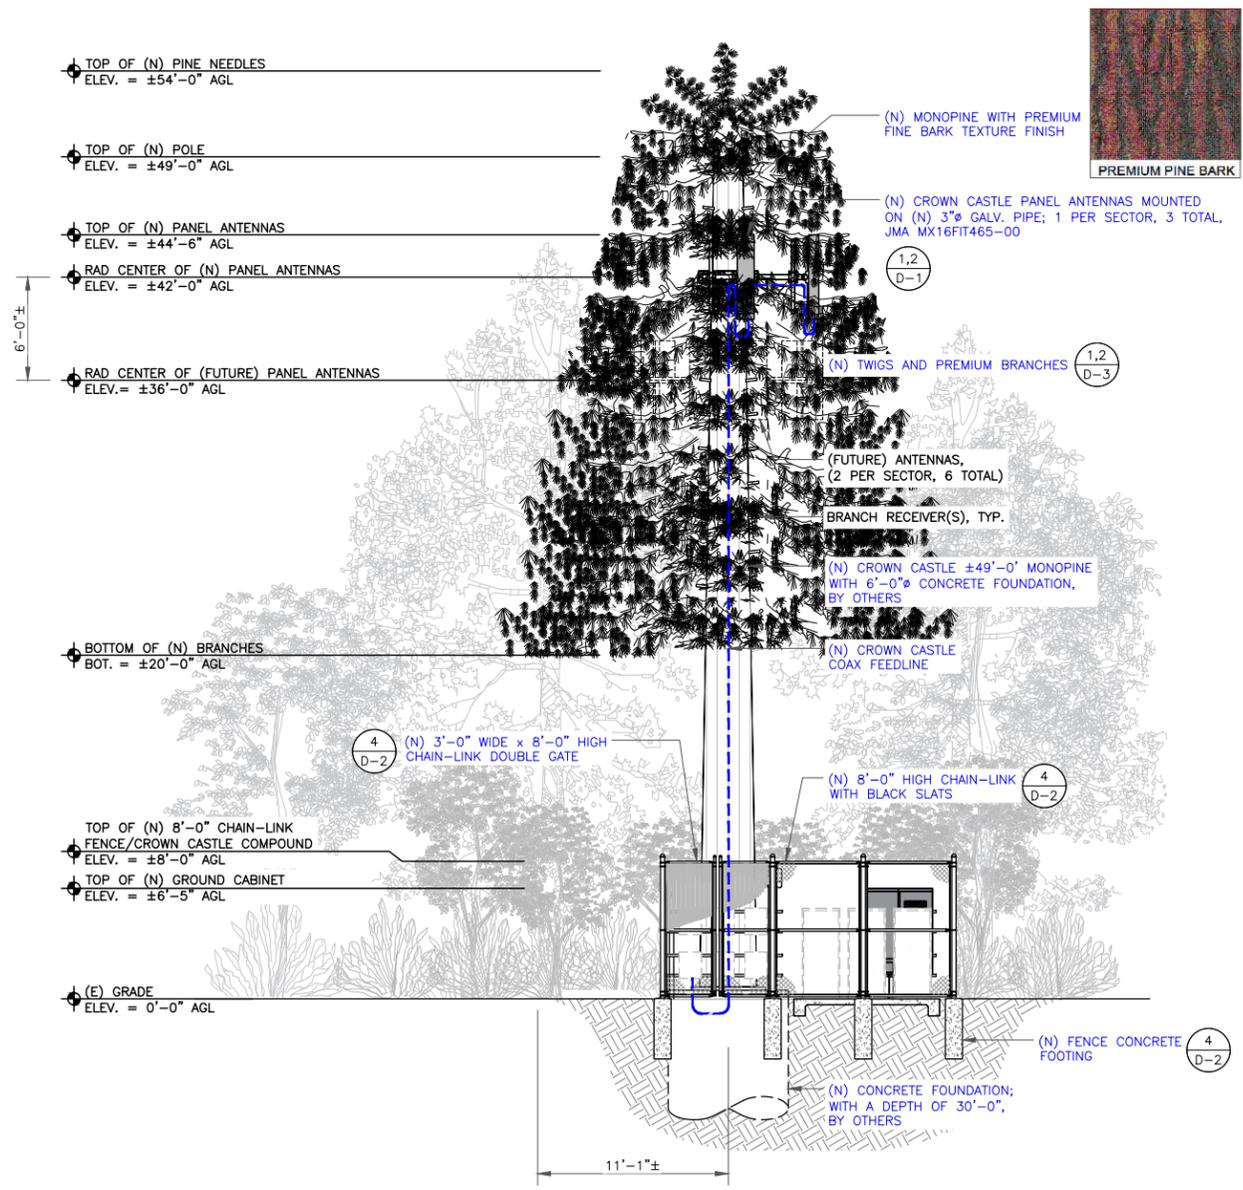 TOP OF (N) PINE NEEDLES
ELEV. = ±54'-0" AGL
TOP OF (N) POLE
ELEV. = ±49'-0" AGL
TOP OF (N) PANEL ANTENNAS
ELEV. = ±44'-6" AGL
RAD CENTER OF (N) PANEL ANTENNAS
ELEV. = ±42'-0" AGL
6'-0"±
RAD CENTER OF (FUTURE) PANEL ANTENNAS
ELEV.= ±36'-0" AGL
BOTTOM OF (N) BRANCHES
BOT. = ±20'-0" AGL
4
D-2
(N) 3'-0" WIDE x 8'-0" HIGH
CHAIN-LINK DOUBLE GATE
TOP OF (N) 8'-0" CHAIN-LINK
FENCE/CROWN CASTLE COMPOUND
ELEV. = ±8'-0" AGL
TOP OF (N) GROUND CABINET
ELEV. = ±6'-5" AGL
(E) GRADE
ELEV. = 0'-0" AGL
11'-1"±
PREMIUM PINE BARK
(N) MONOPINE WITH PREMIUM
FINE BARK TEXTURE FINISH
(N) CROWN CASTLE PANEL ANTENNAS MOUNTED
ON (N) 3"ø GALV. PIPE; 1 PER SECTOR, 3 TOTAL,
JMA MX16FIT465-00
1,2
D-1
(N) TWIGS AND PREMIUM BRANCHES
1,2
D-3
(FUTURE) ANTENNAS,
(2 PER SECTOR, 6 TOTAL)
BRANCH RECEIVER(S), TYP.
(N) CROWN CASTLE ±49'-0' MONOPINE
WITH 6'-0"ø CONCRETE FOUNDATION,
BY OTHERS
(N) CROWN CASTLE
COAX FEEDLINE
(N) 8'-0" HIGH CHAIN-LINK
WITH BLACK SLATS
4
D-2
(N) FENCE CONCRETE
FOOTING
4
D-2
(N) CONCRETE FOUNDATION;
WITH A DEPTH OF 30'-0",
BY OTHERS